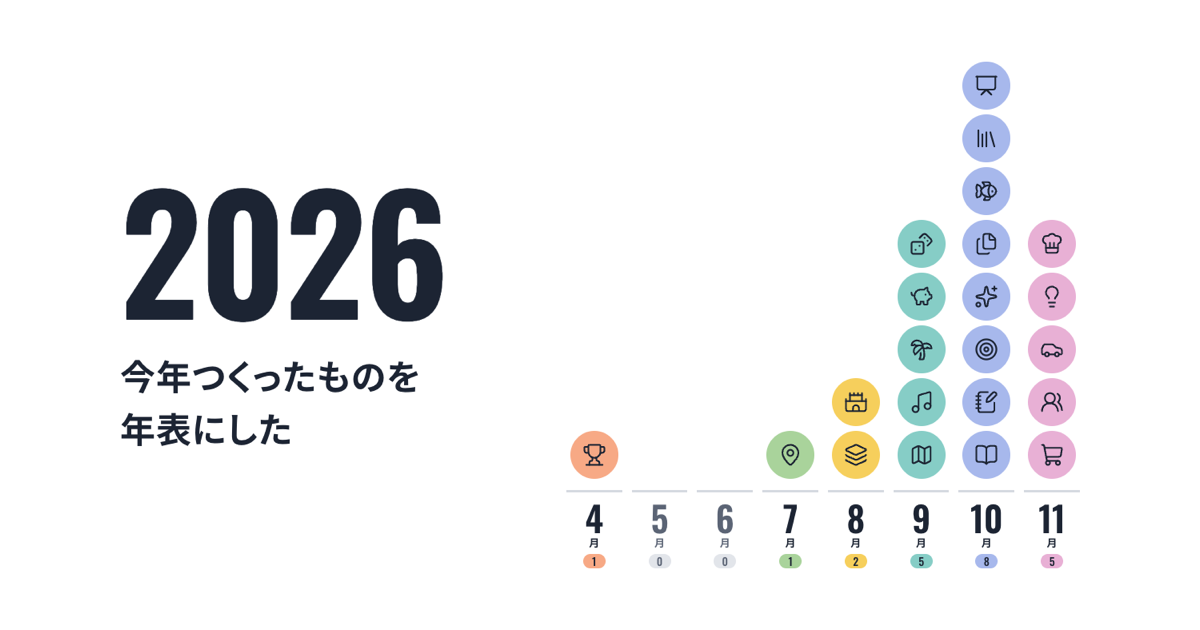 2026
今年つくったものを
年表にした
4 5 6 7 8 9 10 11
月 月 月 月 月 月 月 月
1 0 0 1 2 5 8 5